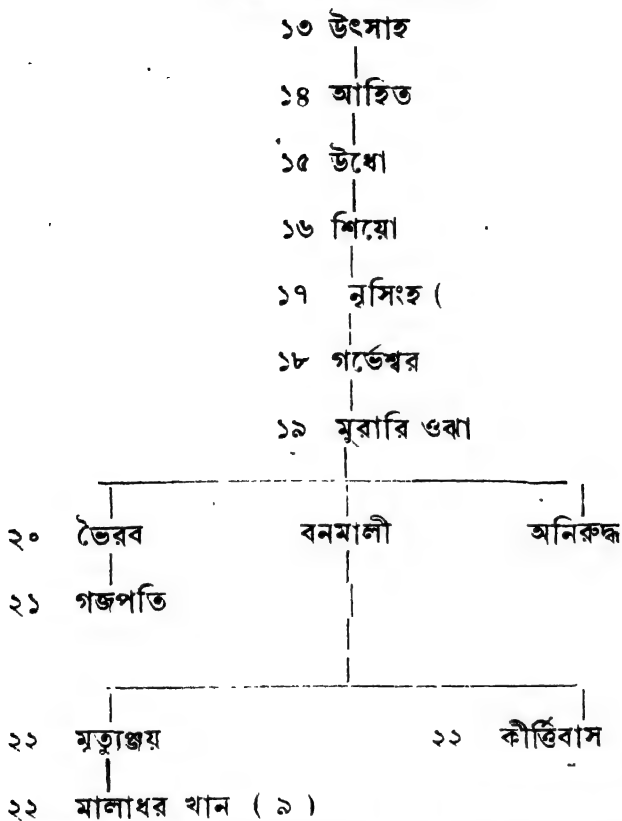 ১৩ উৎসাহ
১৪ আহিত
১৫ উধো
১৬ শিয়ো
১৭ নৃসিংহ (
১৮ গর্ভেশ্বর
১৯ মুরারি ওঝা
২০ ভৈরব বনমালী অনিরুদ্ধ
২১ গজপতি
২২ মৃত্যুঞ্জয় ২২ কীর্ত্তিবাস
২২ মালাধর খান ( ৯ )